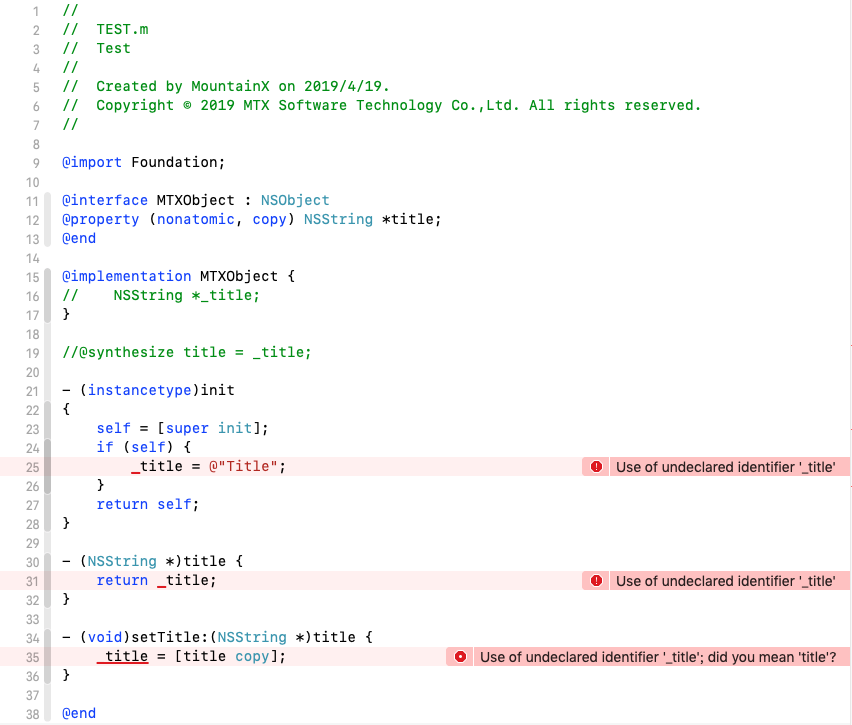 1 //
2 //  TEST.m
3 //  Test
4 //
5 //  Created by MountainX on 2019/4/19.
6 //  Copyright © 2019 MTX Software Technology Co.,Ltd. All rights reserved.
7 //
8
9 @import Foundation;
10
11 @interface MTXObject : NSObject
12 @property (nonatomic, copy) NSString *title;
13 @end
14
15 @implementation MTXObject {
16 //    NSString *_title;
17 }
18
19 //@synthesize title = _title;
20
21 - (instancetype)init
22 {
23     self = [super init];
24     if (self) {
25         _title = @"Title"; Use of undeclared identifier '_title'
26     }
27     return self;
28 }
29
30 - (NSString *)title {
31     return _title; Use of undeclared identifier '_title'
32 }
33
34 - (void)setTitle:(NSString *)title {
35     _title = [title copy]; Use of undeclared identifier '_title'; did you mean 'title'?
36 }
37
38 @end